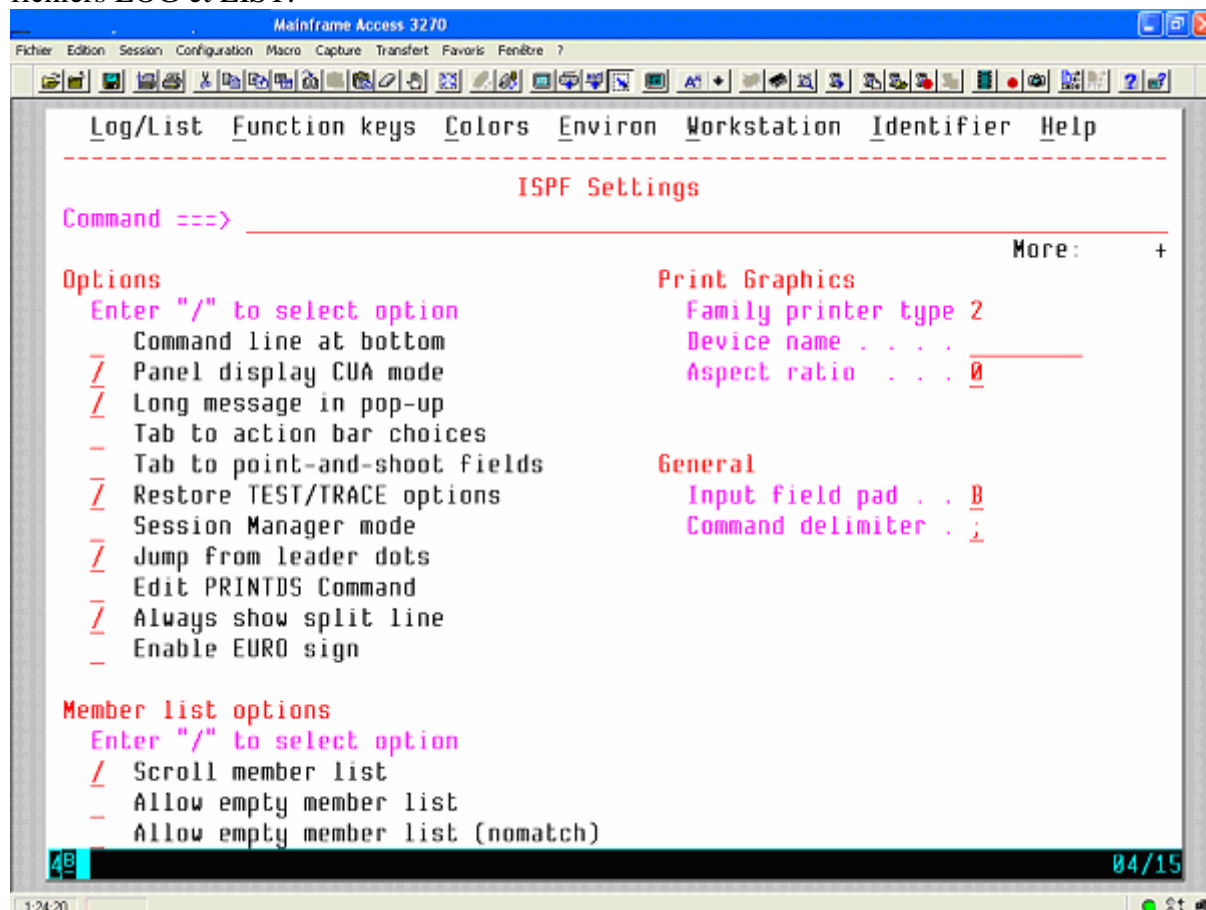 fichiers LOG et LIST.
Mainframe Access 3270
Fichier Edition Session Configuration Macro Capture Transfert Favoris Fenêtre ?
Log/List Function keys Colors Environ Workstation Identifier Help
ISPF Settings
Command ===>
More: +
Options Print Graphics
Enter "/" to select option Family printer type 2
_ Command line at bottom Device name . . . .
/ Panel display CUA mode Aspect ratio . . . 0
/ Long message in pop-up
_ Tab to action bar choices
_ Tab to point-and-shoot fields General
/ Restore TEST/TRACE options Input field pad . . B
_ Session Manager mode Command delimiter . ;
/ Jump from leader dots
_ Edit PRINTDS Command
/ Always show split line
_ Enable EURO sign
Member list options
Enter "/" to select option
/ Scroll member list
_ Allow empty member list
_ Allow empty member list (nomatch)
4B 04/15
1:24:20